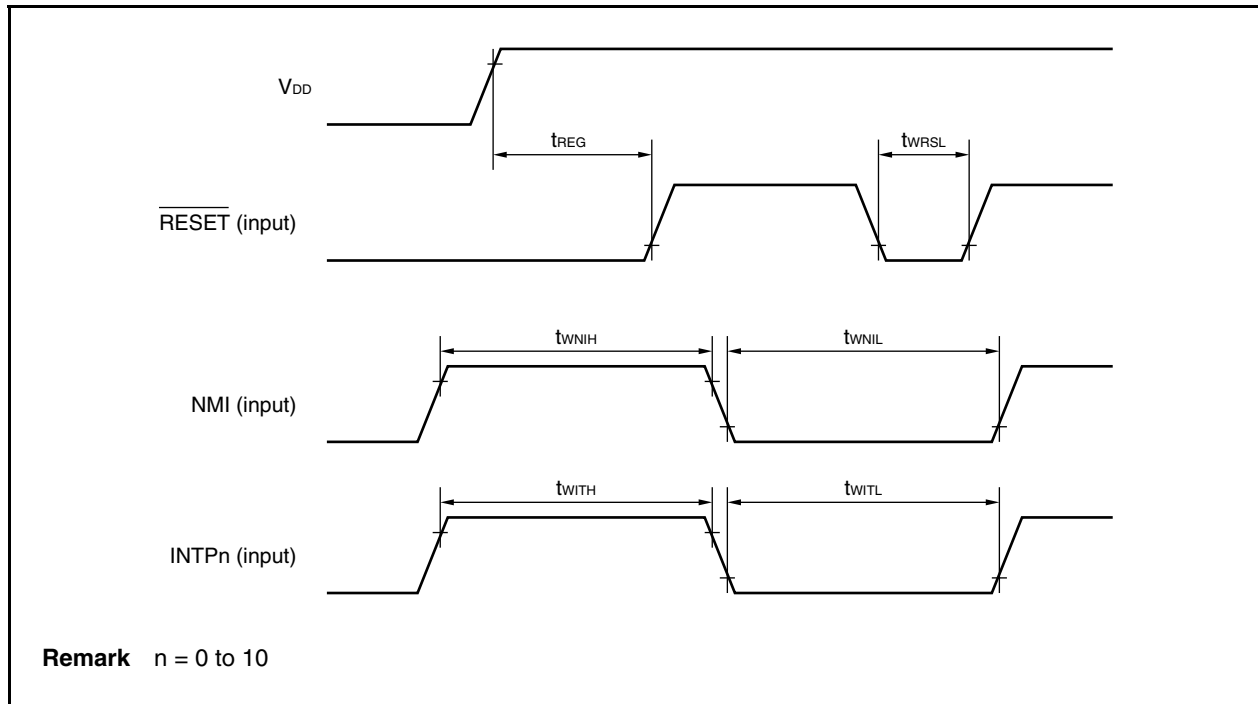 VDD
tREG
tWRSL
RESET (input)
tWNIH
tWNIL
NMI (input)
tWITH
tWITL
INTPn (input)
Remark n = 0 to 10